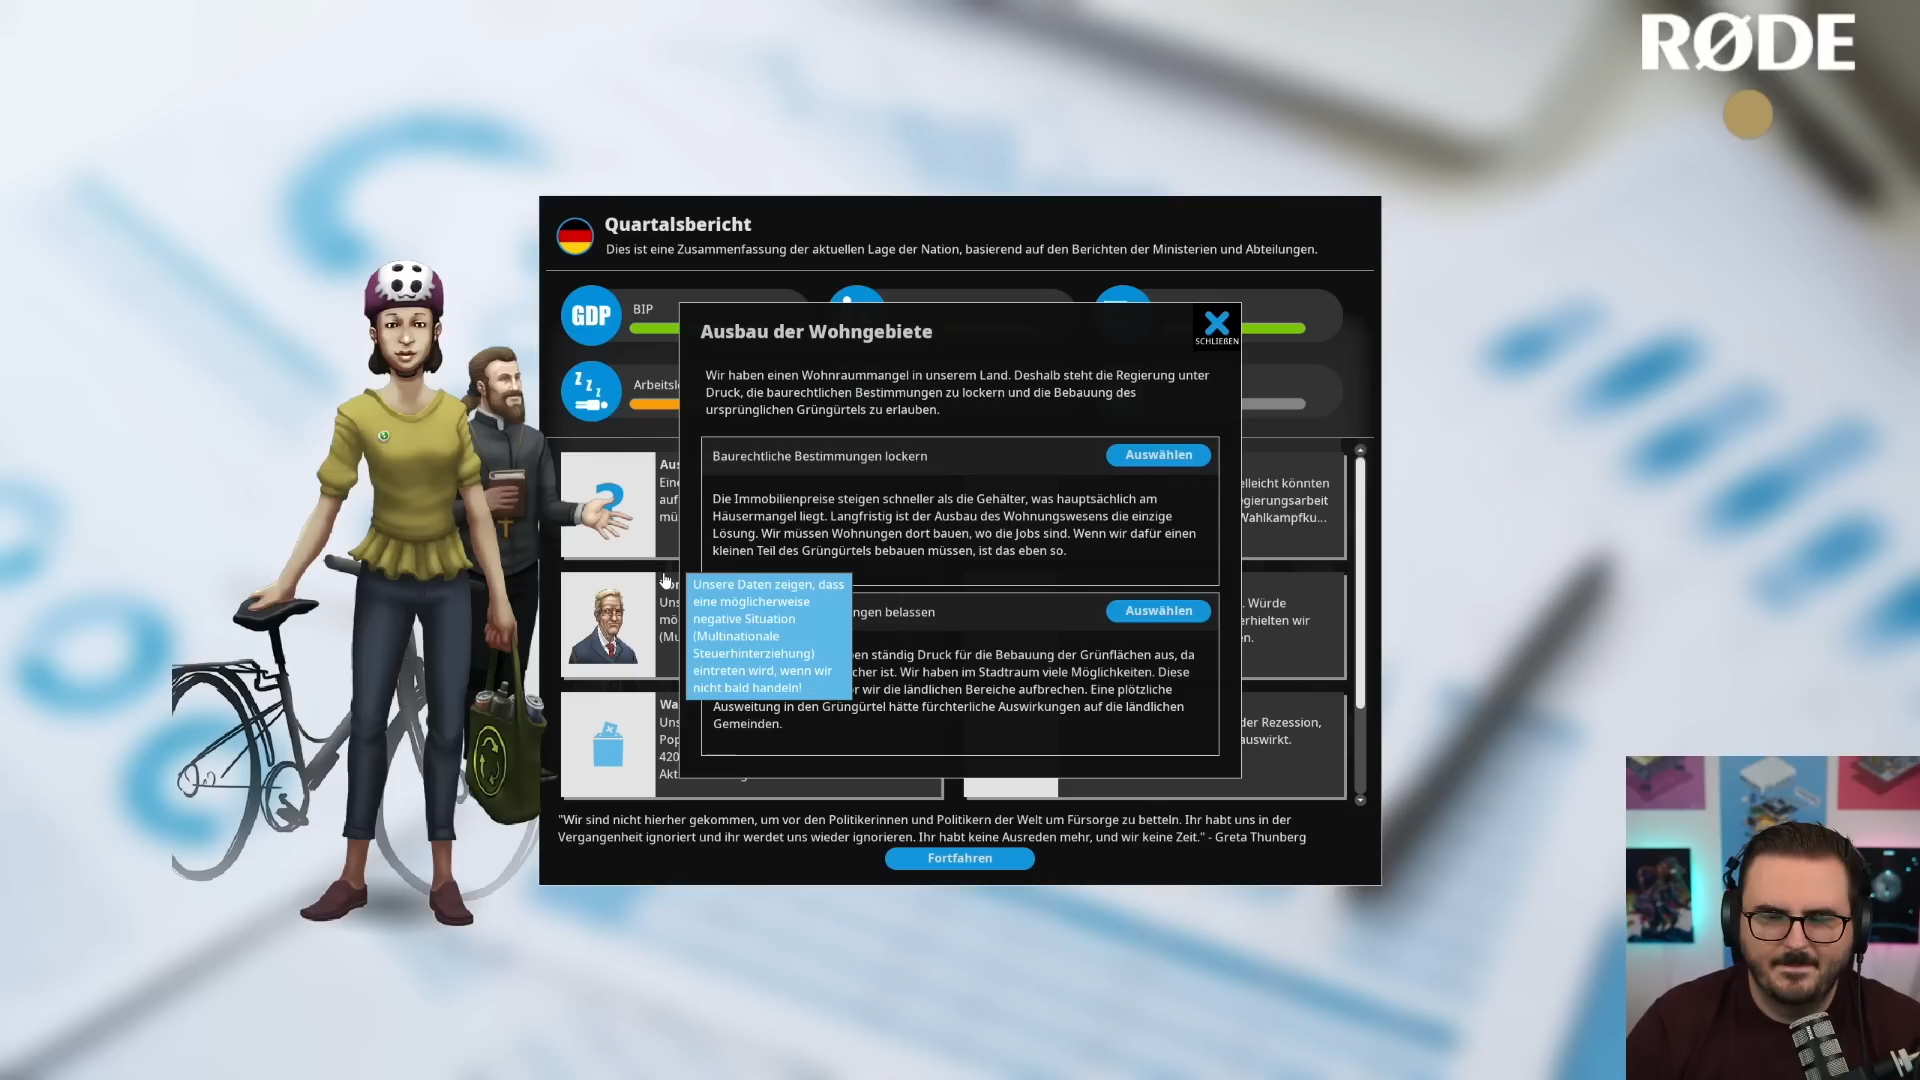 RØDE
Quartalsbericht
Dies ist eine Zusammenfassung der aktuellen Lage der Nation, basierend auf den Berichten der Ministerien und Abteilungen.
GDP
BIP
Z Z Z
Ausbau der Wohngebiete
SCHLIEẞEN
Wir haben einen Wohnraummangel in unserem Land. Deshalb steht die Regierung unter
Druck, die baurechtlichen Bestimmungen zu lockern und die Bebauung des
ursprünglichen Grüngürtels zu erlauben.
Baurechtliche Bestimmungen lockern
Auswählen
Die Immobilienpreise steigen schneller als die Gehälter, was hauptsächlich am
Häusermangel liegt. Langfristig ist der Ausbau des Wohnungswesens die einzige
Lösung. Wir müssen Wohnungen dort bauen, wo die Jobs sind. Wenn wir dafür einen
kleinen Teil des Grüngürtels bebauen müssen, ist das eben so.
Unsere Daten zeigen, dass
eine möglicherweise
negative Situation
(Multinationale
Steuerhinterziehung)
eintreten wird, wenn wir
nicht bald handeln!
belassen
Auswählen
ständig Druck für die Bebauung der Grünflächen aus, da
ist. Wir haben im Stadtraum viele Möglichkeiten. Diese
wir die ländlichen Bereiche aufbrechen. Eine plötzliche
Ausweitung in den Grüngürtel hätte fürchterliche Auswirkungen auf die ländlichen
Gemeinden.
?
könnten
Würde
erhielten wir
420
der Rezession,
auswirkt.
"Wir sind nicht hierher gekommen, um vor den Politikerinnen und Politikern der Welt um Fürsorge zu betteln. Ihr habt uns in der
Vergangenheit ignoriert und ihr werdet uns wieder ignorieren. Ihr habt keine Ausreden mehr, und wir keine Zeit." - Greta Thunberg
Fortfahren